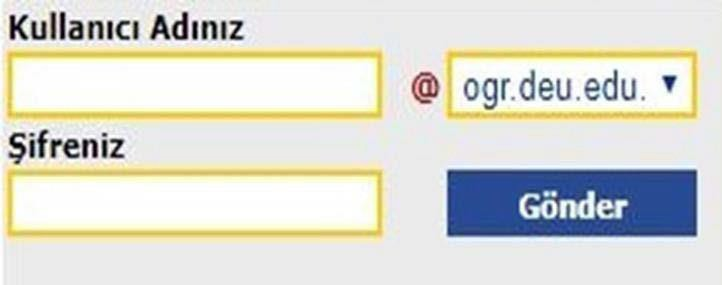 Kullanıcı Adınız
@ ogr.deu.edu.
Şifreniz
Gönder